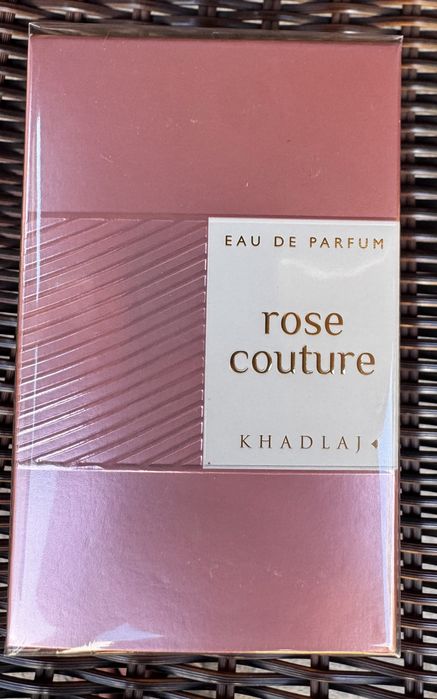 EAU DE PARFUM
rose
couture
KHADLAJ